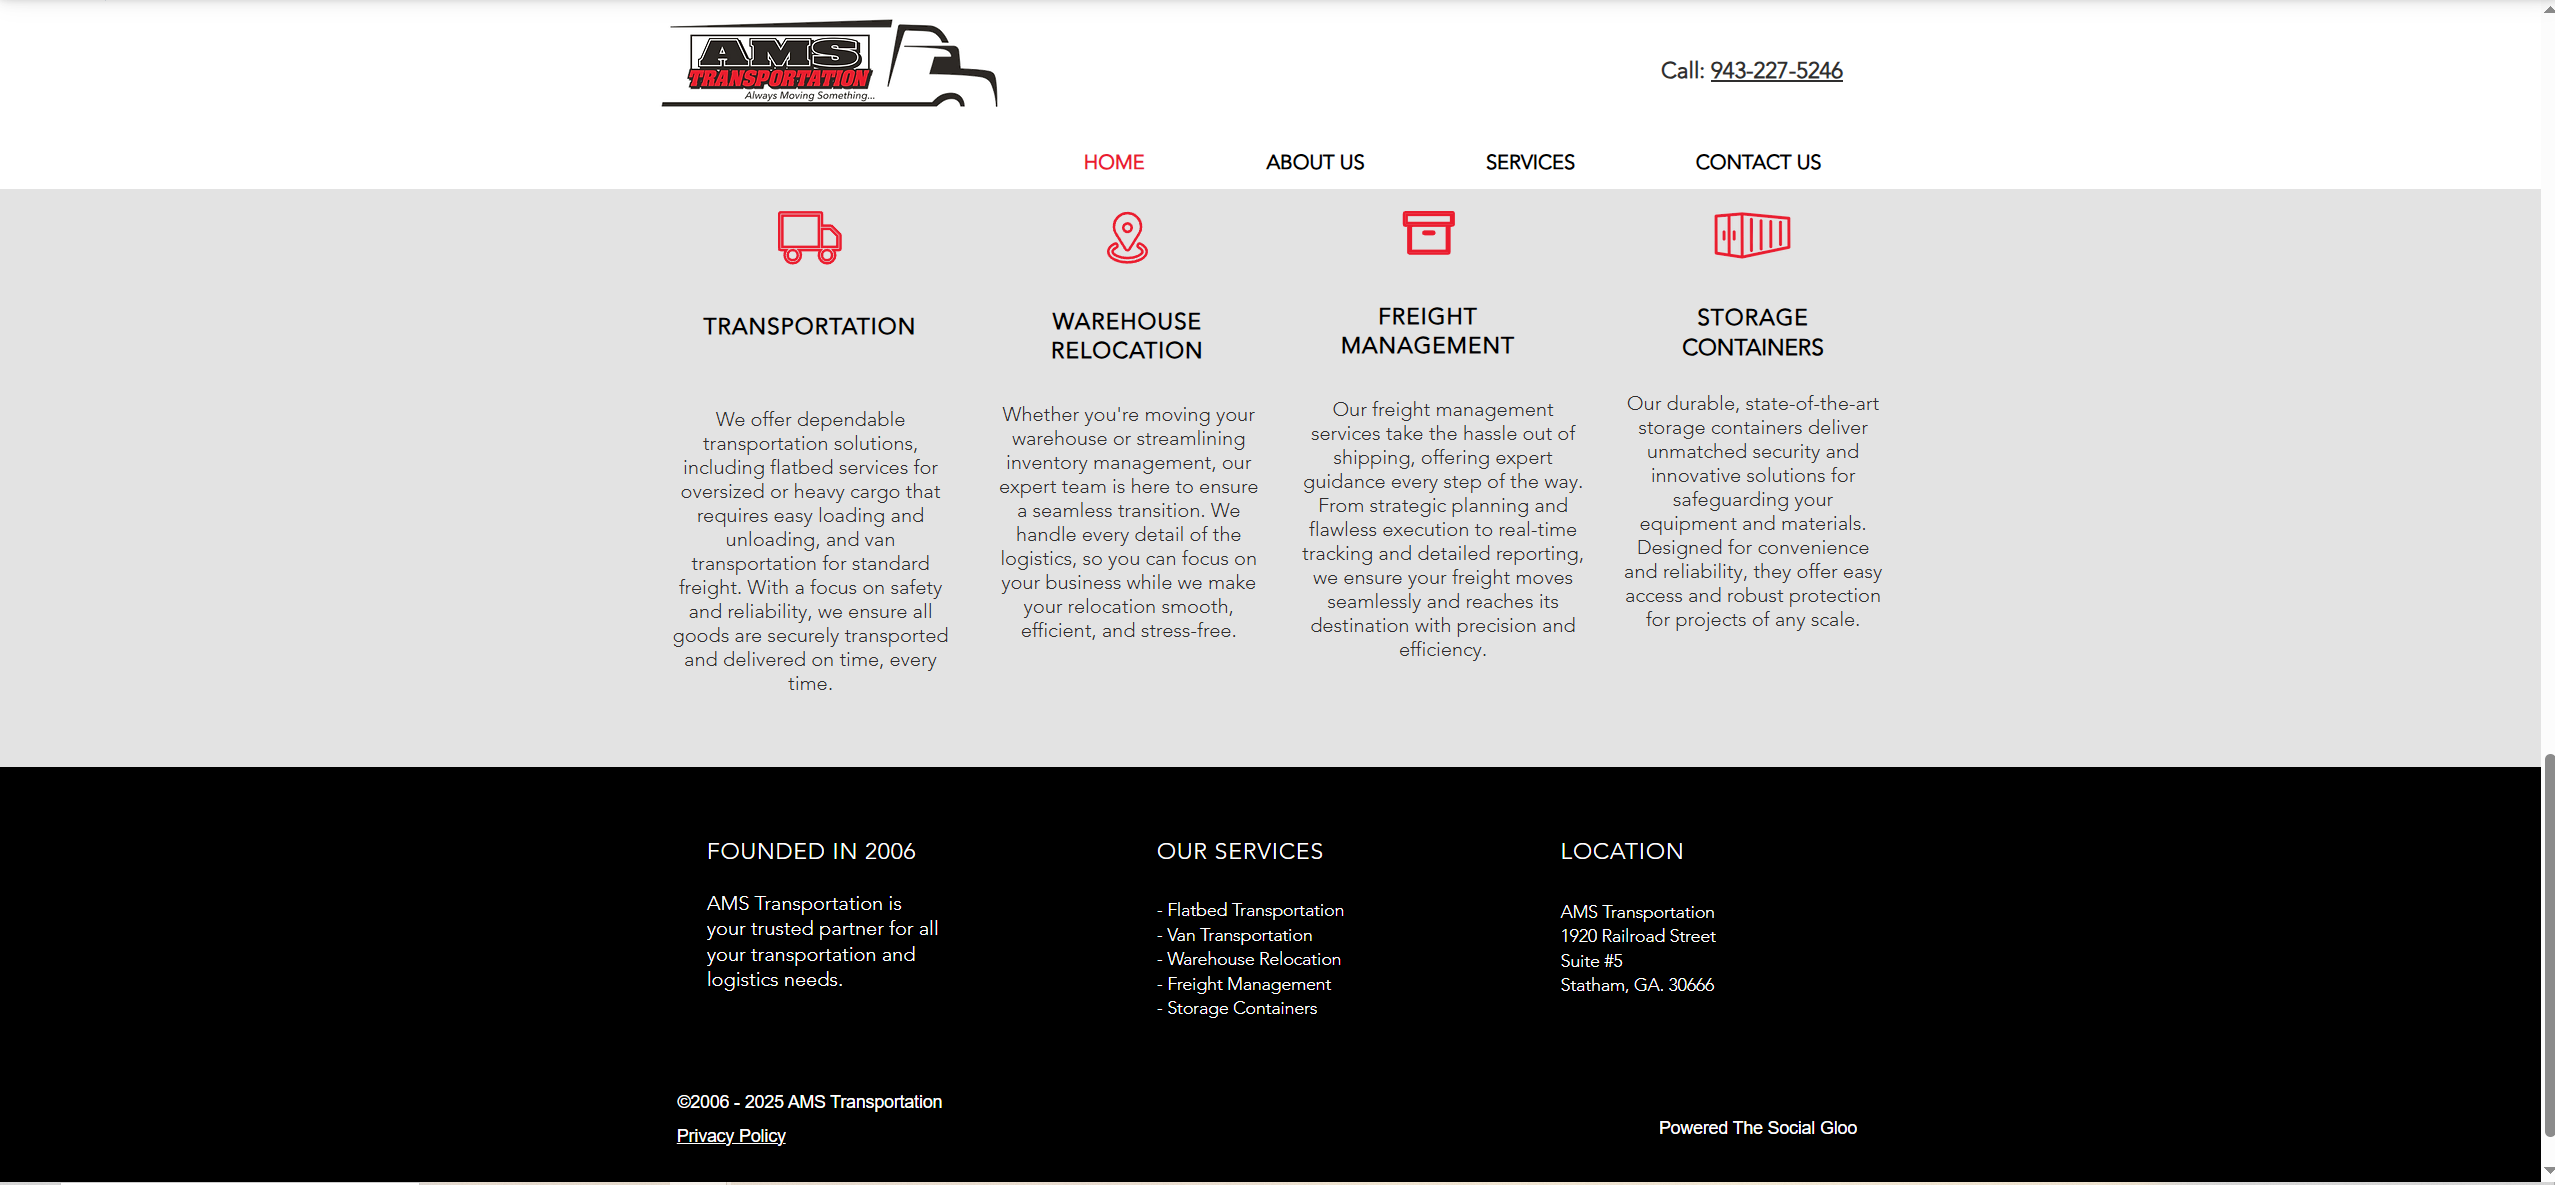 AMS
TRANSPORTATION
Always Moving Something...
Call: 943-227-5246
HOME
ABOUT US
SERVICES
CONTACT US
TRANSPORTATION
We offer dependable
transportation solutions,
including flatbed services for
oversized or heavy cargo that
requires easy loading and
unloading, and van
transportation for standard
freight. With a focus on safety
and reliability, we ensure all
goods are securely transported
and delivered on time, every
time.
WAREHOUSE
RELOCATION
Whether you're moving your
warehouse or streamlining
inventory management, our
expert team is here to ensure
a seamless transition. We
handle every detail of the
logistics, so you can focus on
your business while we make
your relocation smooth,
efficient, and stress-free.
FREIGHT
MANAGEMENT
Our freight management
services take the hassle out of
shipping, offering expert
guidance every step of the way.
From strategic planning and
flawless execution to real-time
tracking and detailed reporting,
we ensure your freight moves
seamlessly and reaches its
destination with precision and
efficiency.
STORAGE
CONTAINERS
Our durable, state-of-the-art
storage containers deliver
unmatched security and
innovative solutions for
safeguarding your
equipment and materials.
Designed for convenience
and reliability, they offer easy
access and robust protection
for projects of any scale.
FOUNDED IN 2006
AMS Transportation is
your trusted partner for all
your transportation and
logistics needs.
OUR SERVICES
- Flatbed Transportation
- Van Transportation
- Warehouse Relocation
- Freight Management
- Storage Containers
LOCATION
AMS Transportation
1920 Railroad Street
Suite #5
Statham, GA. 30666
©2006 - 2025 AMS Transportation
Privacy Policy
Powered The Social Gloo